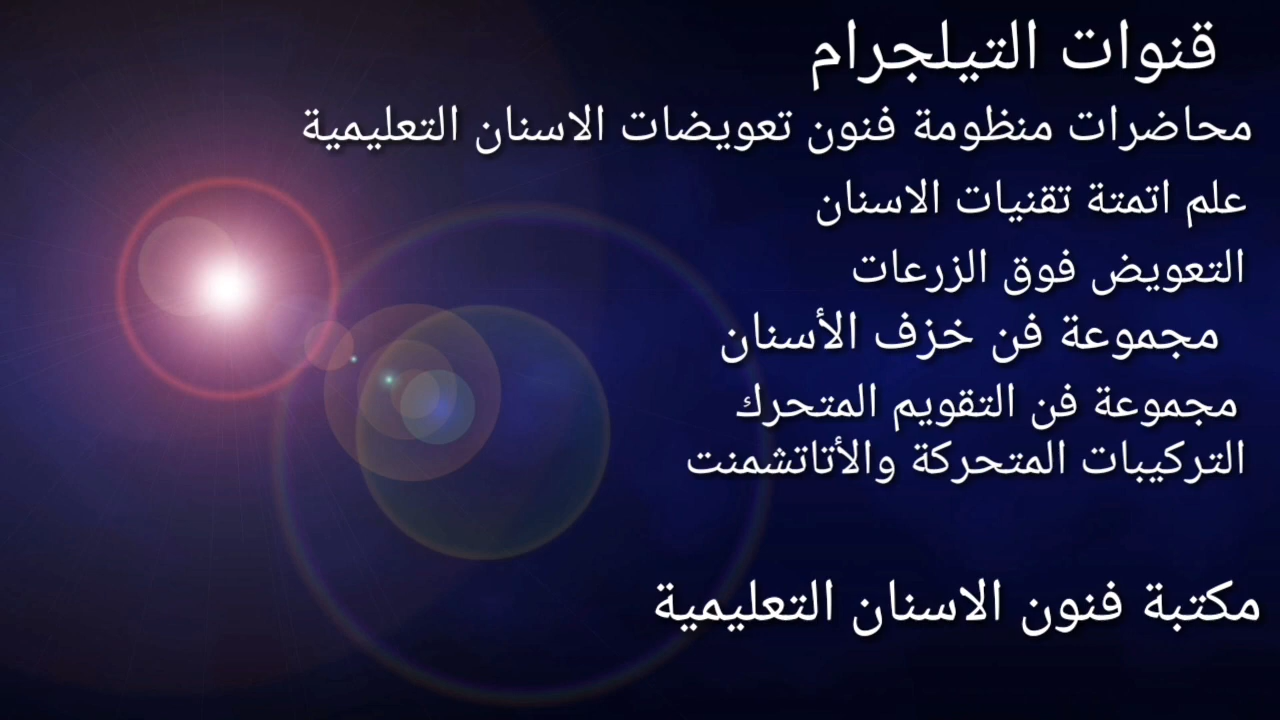 قنوات التيلجرام
محاضرات منظومة فنون تعويضات الاسنان التعليمية
علم اتمتة تقنيات الاسنان
التعويض فوق الزرعات
مجموعة فن خزف الأسنان
مجموعة فن التقويم المتحرك
التركيبات المتحركة والأتاتشمنت
مكتبة فنون الاسنان التعليمية